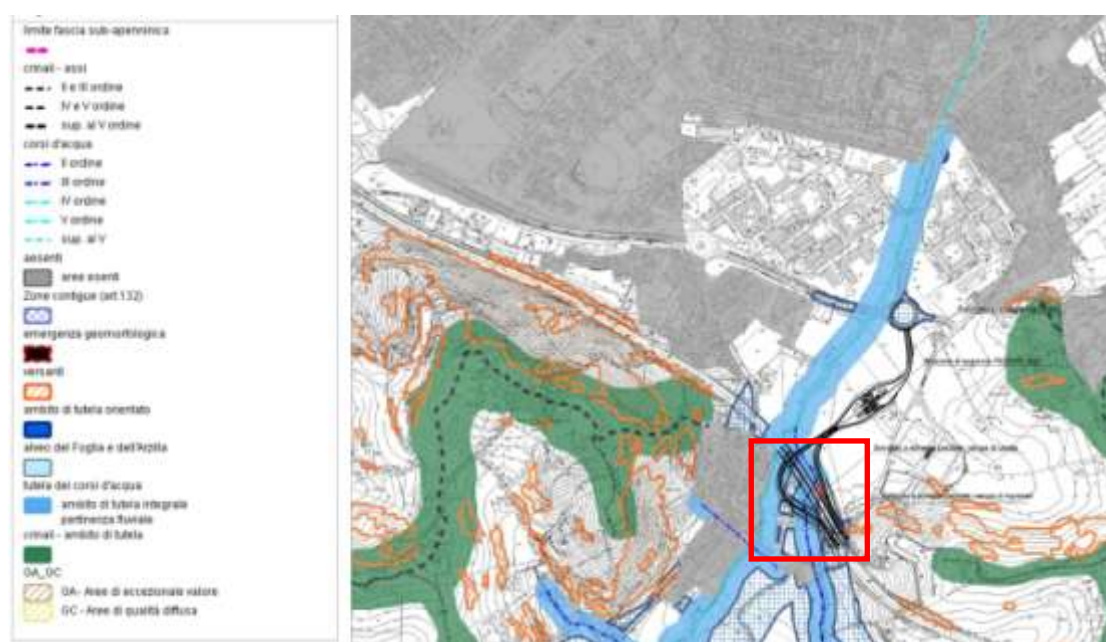 limite fascia sub-apenninica
crinali - assi
II e III ordine
IV e V ordine
sup. al V ordine
corsi d'acqua
II ordine
III ordine
IV ordine
V ordine
sup. al V
aesenti
aree esenti
Zone contigue (art.132)
emergenza geomorfologica
versanti
ambito di tutela orientato
alveo del Foglia e dell'Arzilla
tutela dei corsi d'acqua
ambito di tutela integrale
pertinenza fluviale
crinali - ambito di tutela
GA_GC
GA- Aree di eccezionale valore
GC - Aree di qualità diffusa